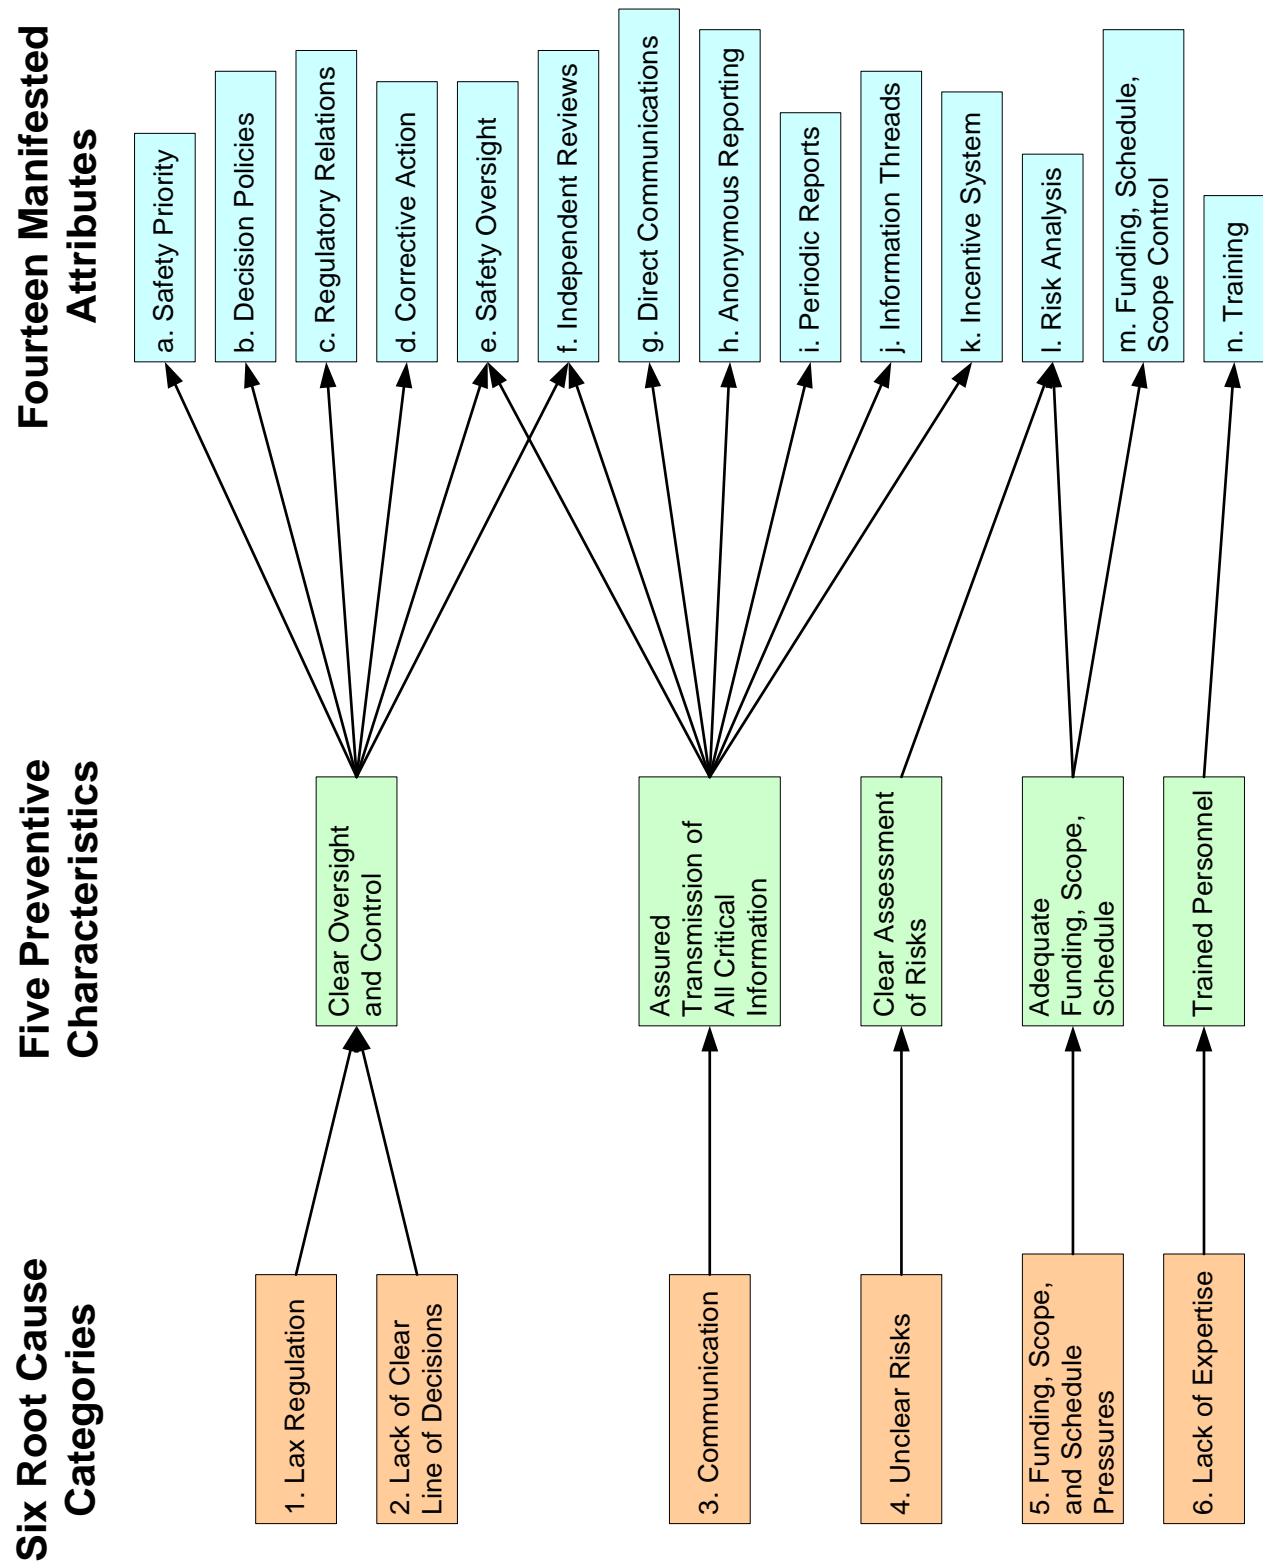 Six Root Cause
Categories
1. Lax Regulation
2. Lack of Clear
Line of Decisions
3. Communication
4. Unclear Risks
5. Funding, Scope,
and Schedule
Pressures
6. Lack of Expertise
Five Preventive
Characteristics
Clear Oversight
and Control
Assured
Transmission of
All Critical
Information
Clear Assessment
of Risks
Adequate
Funding, Scope,
Schedule
Trained Personnel
Fourteen Manifested
Attributes
a. Safety Priority
b. Decision Policies
c. Regulatory Relations
d. Corrective Action
e. Safety Oversight
f. Independent Reviews
g. Direct Communications
h. Anonymous Reporting
i. Periodic Reports
j. Information Threads
k. Incentive System
l. Risk Analysis
m. Funding, Schedule,
Scope Control
n. Training